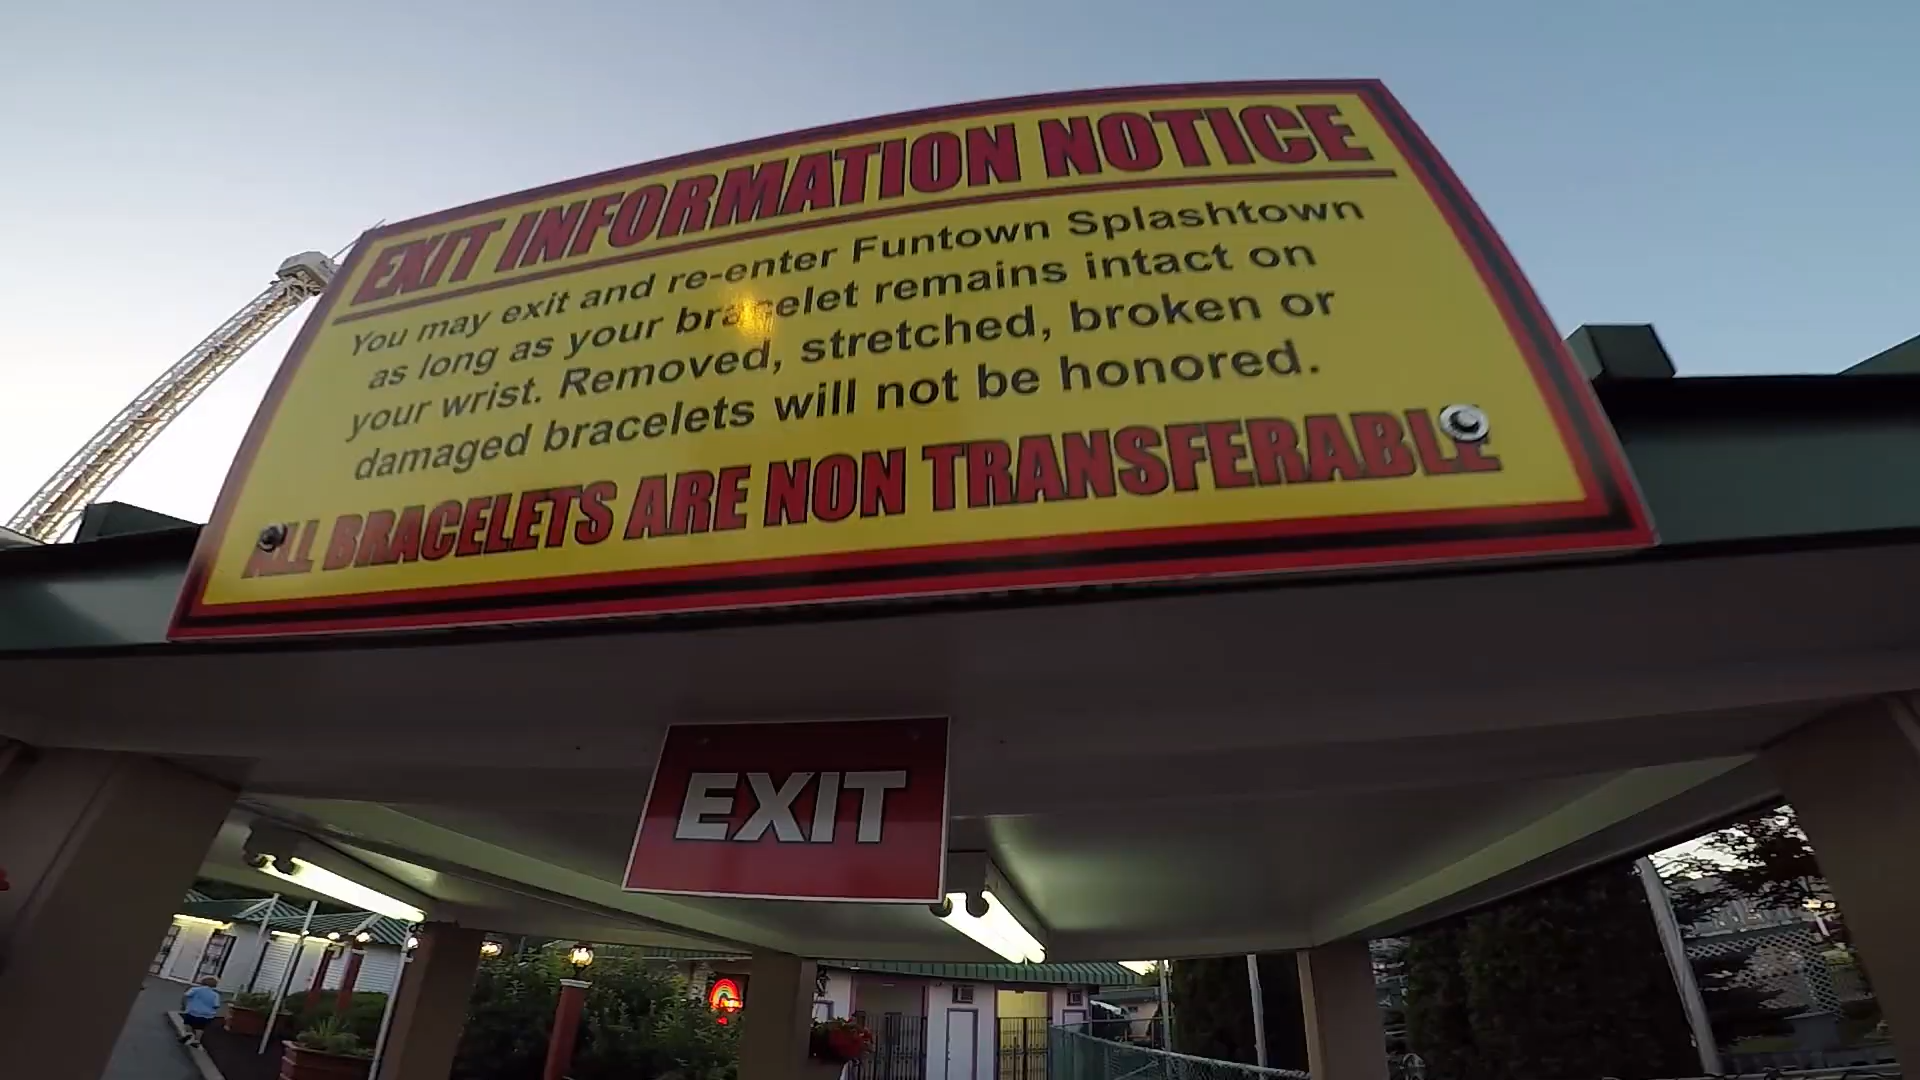 EXIT INFORMATION NOTICE
You may exit and re-enter Funtown Splashtown
as long as your bracelet remains intact on
your wrist. Removed, stretched, broken or
damaged bracelets will not be honored.
ALL BRACELETS ARE NON TRANSFERABLE
EXIT